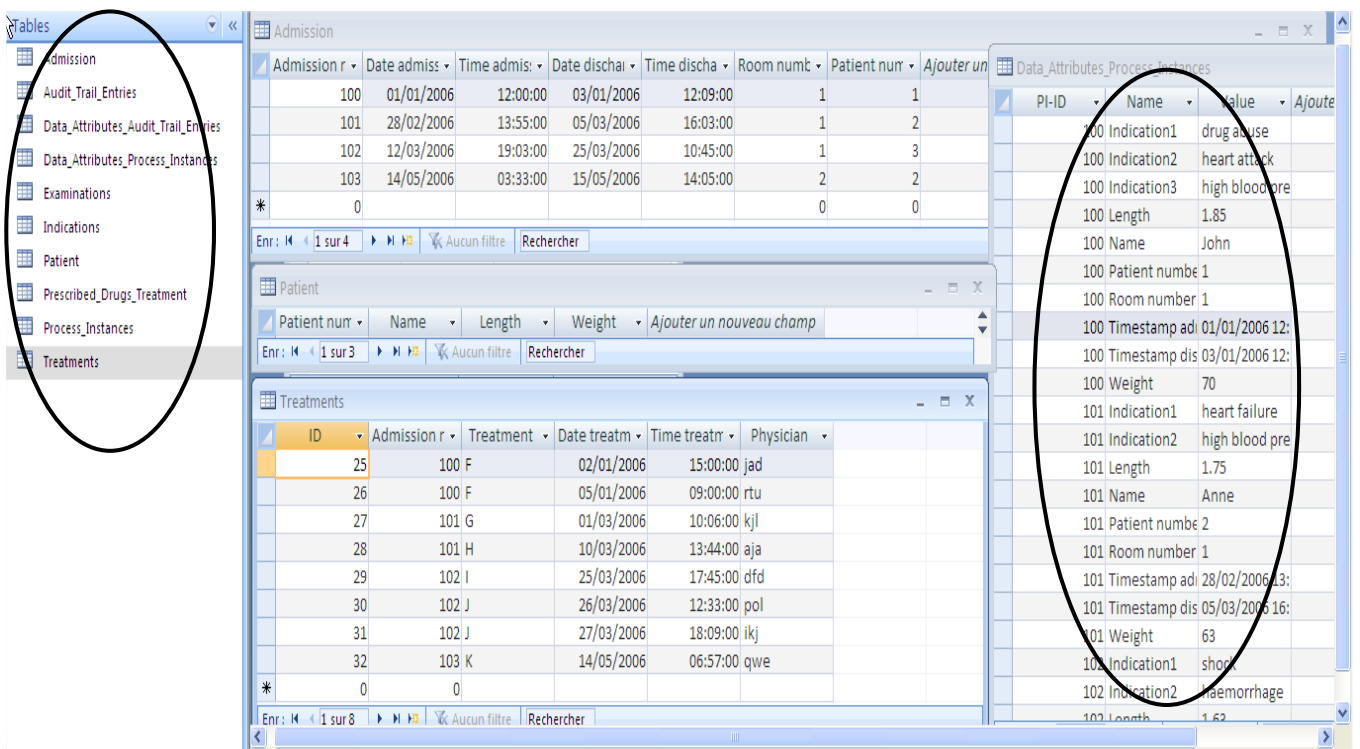 Tables
Admission
Audit_Trail_Entries
Data_Attributes_Audit_Trail_Entries
Data_Attributes_Process_Instances
Examinations
Indications
Patient
Prescribed_Drugs_Treatment
Process_Instances
Treatments
Admission
Admission r Date admiss Time admis: Date dischar Time discha Room numb Patient num Ajouter un
100 01/01/2006 12:00:00 03/01/2006 12:09:00 1 1
101 28/02/2006 13:55:00 05/03/2006 16:03:00 1 2
102 12/03/2006 19:03:00 25/03/2006 10:45:00 1 3
103 14/05/2006 03:33:00 15/05/2006 14:05:00 2 2
* 0 0 0
Enr : 1 sur 4 Aucun filtre Rechercher
Patient
Patient num Name Length Weight Ajouter un nouveau champ
Enr : 1 sur 3 Aucun filtre Rechercher
Treatments
ID Admission r Treatment Date treatm Time treatr Physician
25 100 F 02/01/2006 15:00:00 jad
26 100 F 05/01/2006 09:00:00 rtu
27 101 G 01/03/2006 10:06:00 kjl
28 101 H 10/03/2006 13:44:00 aja
29 102 I 25/03/2006 17:45:00 dfd
30 102 J 26/03/2006 12:33:00 pol
31 102 J 27/03/2006 18:09:00 ikj
32 103 K 14/05/2006 06:57:00 qwe
* 0 0
Enr : 1 sur 8 Aucun filtre Rechercher
Data_Attributes_Process_Instances
PI-ID Name Value Ajoute
100 Indication1 drug abuse
100 Indication2 heart attack
100 Indication3 high blood pre
100 Length 1.85
100 Name John
100 Patient numbe 1
100 Room number 1
100 Timestamp adı 01/01/2006 12:
100 Timestamp dis 03/01/2006 12:
100 Weight 70
101 Indication1 heart failure
101 Indication2 high blood pre
101 Length 1.75
101 Name Anne
101 Patient numbe 2
101 Room number 1
101 Timestamp adı 28/02/2006 13:
101 Timestamp dis 05/03/2006 16:
101 Weight 63
102 Indication1 shock
102 Indication2 haemorrhage
102 Length 1.63